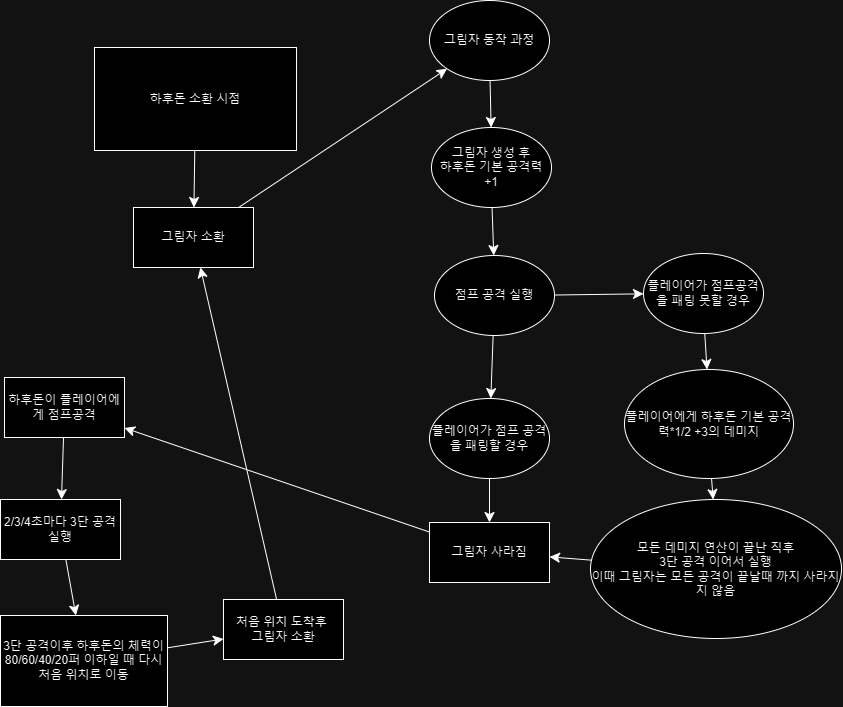 그림자 동작 과정
하후돈 소환 시점
그림자 생성 후
하후돈 기본 공격력
+1
그림자 소환
점프 공격 실행
플레이어가 점프공격
을 패링 못할 경우
하후돈이 플레이어에
게 점프공격
플레이어가 점프 공격
을 패링할 경우
플레이어에게 하후돈 기본 공격
력*1/2 +3의 데미지
2/3/4초마다 3단 공격
실행
그림자 사라짐
모든 데미지 연산이 끝난 직후
3단 공격 이어서 실행
이때 그림자는 모든 공격이 끝날때 까지 사라지
지 않음
처음 위치 도착후
그림자 소환
3단 공격이후 하후돈의 체력이
80/60/40/20퍼 이하일 때 다시
처음 위치로 이동